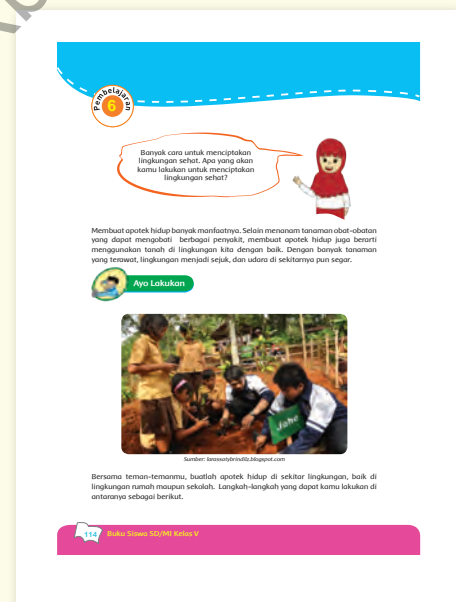 Pembelajaran
6
Banyak cara untuk menciptakan
lingkungan sehat. Apa yang akan
kamu lakukan untuk menciptakan
lingkungan sehat?
Membuat apotek hidup banyak manfaatnya. Selain menanam tanaman obat-obatan
yang dapat mengobati berbagai penyakit, membuat apotek hidup juga berarti
menggunakan tanah di lingkungan kita dengan baik. Dengan banyak tanaman
yang terawat, lingkungan menjadi sejuk, dan udara di sekitarnya pun segar.
Ayo Lakukan
Jahe
Bersama teman-temanmu, buatlah apotek hidup di sekitar lingkungan, baik di
lingkungan rumah maupun sekolah. Langkah-langkah yang dapat kamu lakukan di
antaranya sebagai berikut.
114 Buku Siswa SD/MI Kelas V